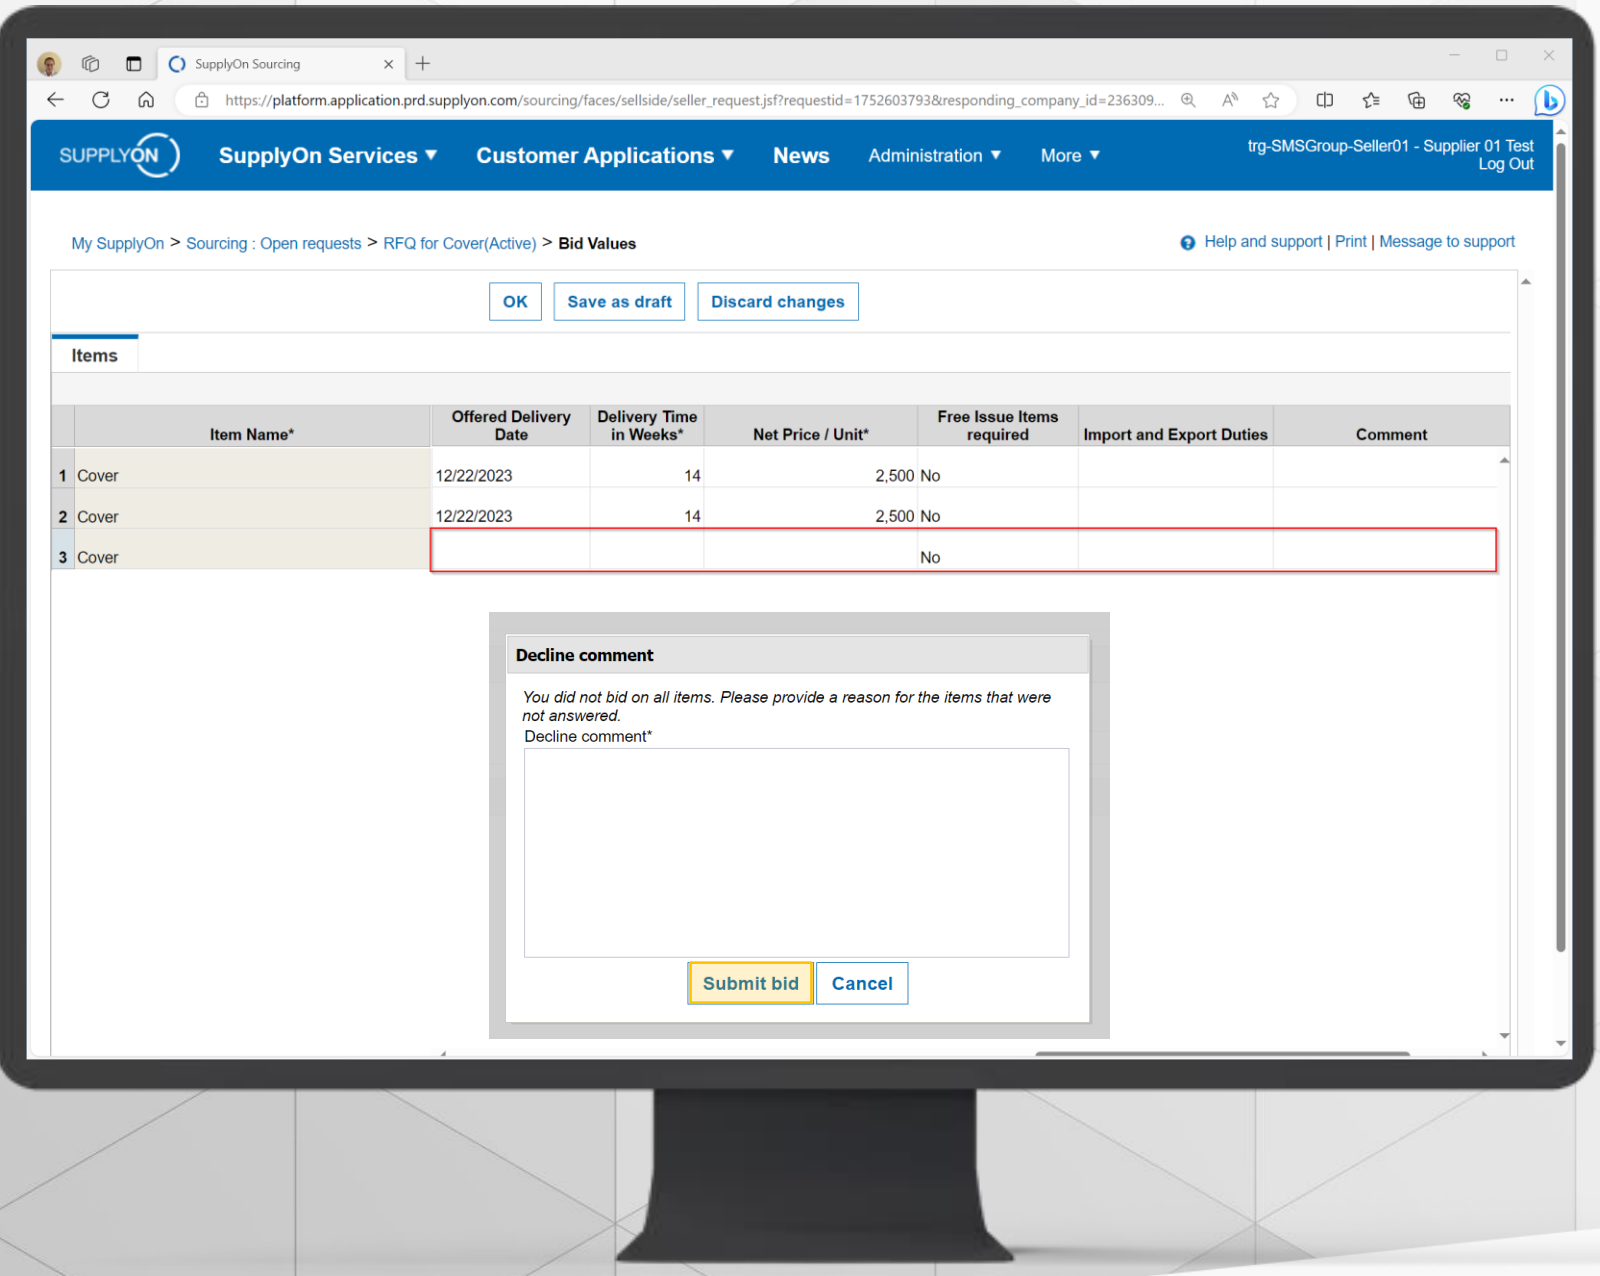 SupplyOn Sourcing
https://platform.application.prd.supplyon.com/sourcing/faces/sellside/seller_request.jsf?requestid=1752603793&responding_company_id=236309...
SUPPLYON
SupplyOn Services ▼
Customer Applications ▼
News
Administration ▼
More ▼
trg-SMSGroup-Seller01 - Supplier 01 Test
Log Out
My SupplyOn > Sourcing : Open requests > RFQ for Cover(Active) > Bid Values
Help and support | Print | Message to support
OK
Save as draft
Discard changes
Items
Item Name*
Offered Delivery
Date
Delivery Time
in Weeks*
Net Price / Unit*
Free Issue Items
required
Import and Export Duties
Comment
1 Cover 12/22/2023 14 2,500 No
2 Cover 12/22/2023 14 2,500 No
3 Cover No
Decline comment
You did not bid on all items. Please provide a reason for the items that were
not answered.
Decline comment*
Submit bid
Cancel